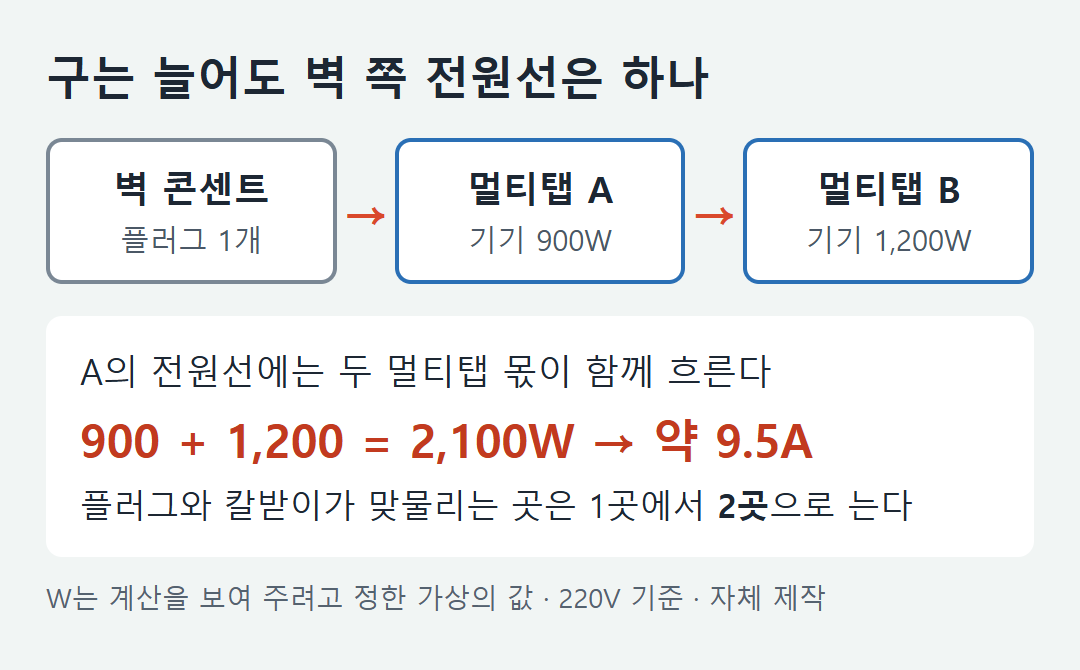 구는 늘어도 벽 쪽 전원선은 하나
벽 콘센트
플러그 1개
→
멀티탭 A
기기 900W
→
멀티탭 B
기기 1,200W
A의 전원선에는 두 멀티탭 몫이 함께 흐른다
900 + 1,200 = 2,100W → 약 9.5A
플러그와 칼받이가 맞물리는 곳은 1곳에서 2곳으로 는다
W는 계산을 보여 주려고 정한 가상의 값 · 220V 기준 · 자체 제작